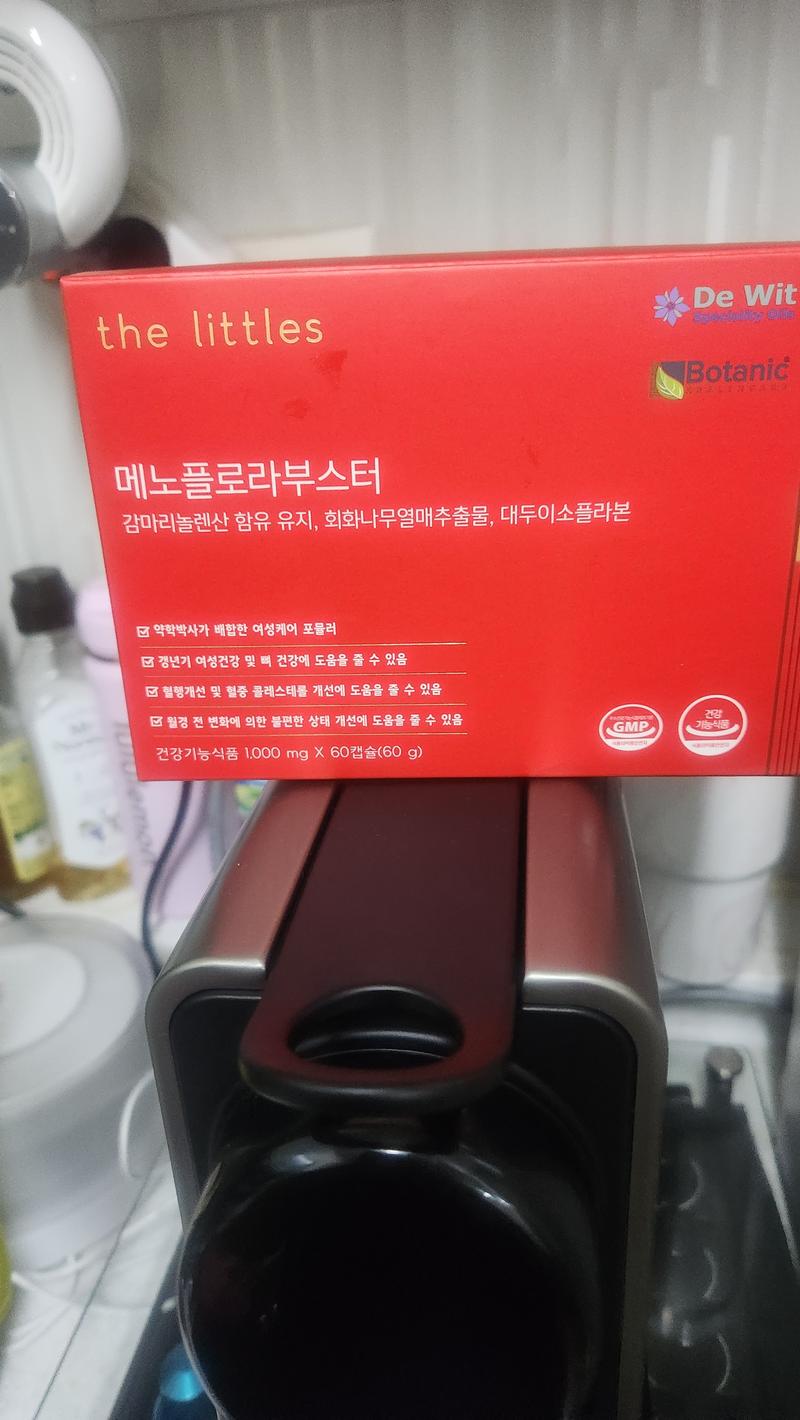 the littles
De Wit
Speciality Oils
Botanic
메노플로라부스터
감마리놀렌산 함유 유지, 회화나무열매추출물, 대두이소플라본
약학박사가 배합한 여성케어 포뮬러
갱년기 여성건강 및 뼈 건강에 도움을 줄 수 있음
혈행개선 및 혈중 콜레스테롤 개선에 도움을 줄 수 있음
월경 전 변화에 의한 불편한 상태 개선에 도움을 줄 수 있음
건강기능식품 1,000 mg X 60캡슐(60 g)
GMP
건강
기능식품